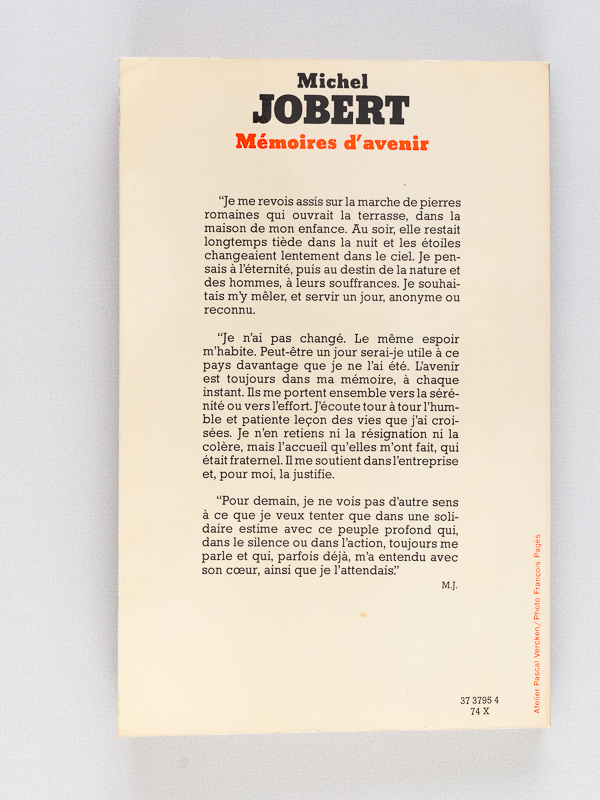 Michel
JOBERT
Mémoires d'avenir
"Je me revois assis sur la marche de pierres
romaines qui ouvrait la terrasse, dans la
maison de mon enfance. Au soir, elle restait
longtemps tiède dans la nuit et les étoiles
changeaient lentement dans le ciel. Je pen-
sais à l'éternité, puis au destin de la nature et
des hommes, à leurs souffrances. Je souhai-
tais m'y mêler, et servir un jour, anonyme ou
reconnu.
"Je n'ai pas changé. Le même espoir
m'habite. Peut-être un jour serai-je utile à ce
pays davantage que je ne l'ai été. L'avenir
est toujours dans ma mémoire, à chaque
instant. Ils me portent ensemble vers la séré-
nité ou vers l'effort. J'écoute tour à tour l'hum-
ble et patiente leçon des vies que j'ai croi-
sées. Je n'en retiens ni la résignation ni la
colère, mais l'accueil qu'elles m'ont fait, qui
était fraternel. Il me soutient dans l'entreprise
et, pour moi, la justifie.
"Pour demain, je ne vois pas d'autre sens
à ce que je veux tenter que dans une soli-
daire estime avec ce peuple profond qui,
dans le silence ou dans l'action, toujours me
parle et qui, parfois déjà, m'a entendu avec
son cœur, ainsi que je l'attendais."
M.J.
37 3795 4
74 X
Atelier Pascal Vercken/Photo François Pagès